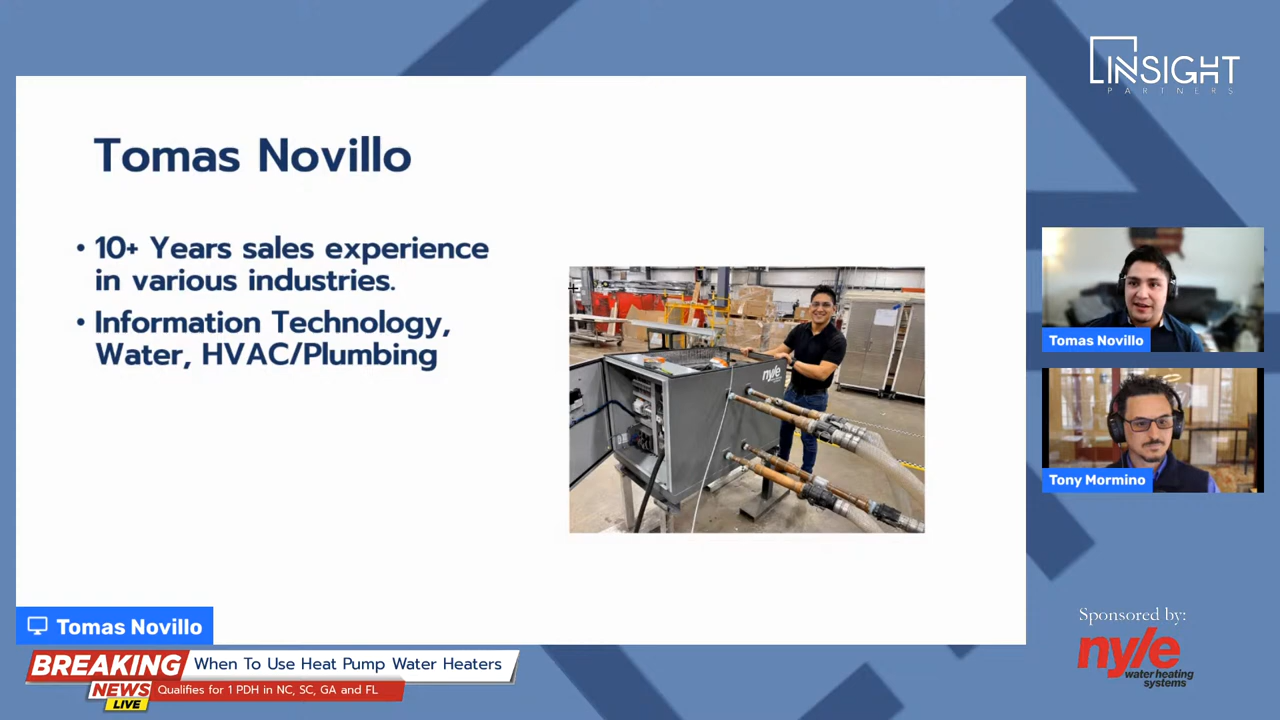 INSIGHT
PARTNERS
Tomas Novillo
• 10+ Years sales experience
in various industries.
• Information Technology,
Water, HVAC/Plumbing
nyle
Tomas Novillo
Tony Mormino
Tomas Novillo
Sponsored by:
nyle
water heating
systems
BREAKING
When To Use Heat Pump Water Heaters
NEWS
Qualifies for 1 PDH in NC, SC, GA and FL
LIVE